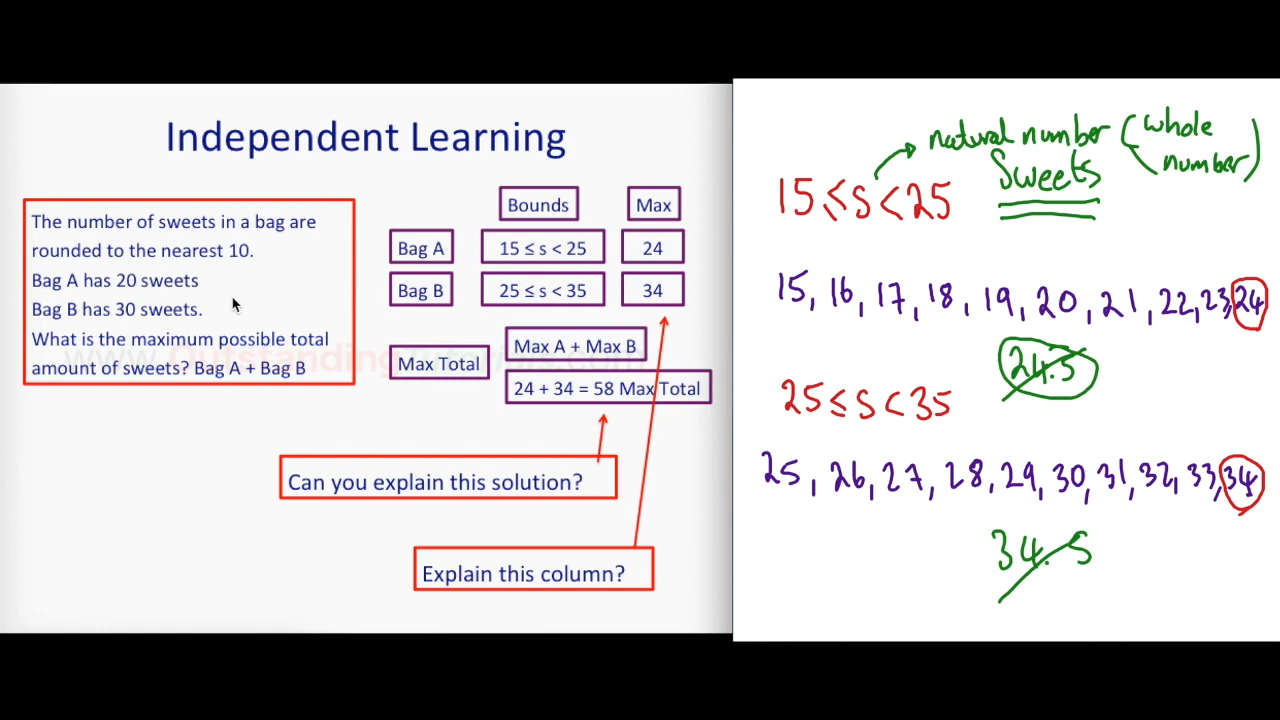 Independent Learning
The number of sweets in a bag are
rounded to the nearest 10.
Bag A has 20 sweets
Bag B has 30 sweets.
What is the maximum possible total
amount of sweets? Bag A + Bag B
Bounds Max
Bag A 15 ≤ s < 25 24
Bag B 25 ≤ s < 35 34
Max Total
Max A + Max B
24 + 34 = 58 Max Total
Can you explain this solution?
Explain this column?
natural number (whole number)
15 ≤ s < 25 Sweets
15, 16, 17, 18, 19, 20, 21, 22, 23, 24
24.5
25 ≤ s < 35
25, 26, 27, 28, 29, 30, 31, 32, 33, 34
34.5